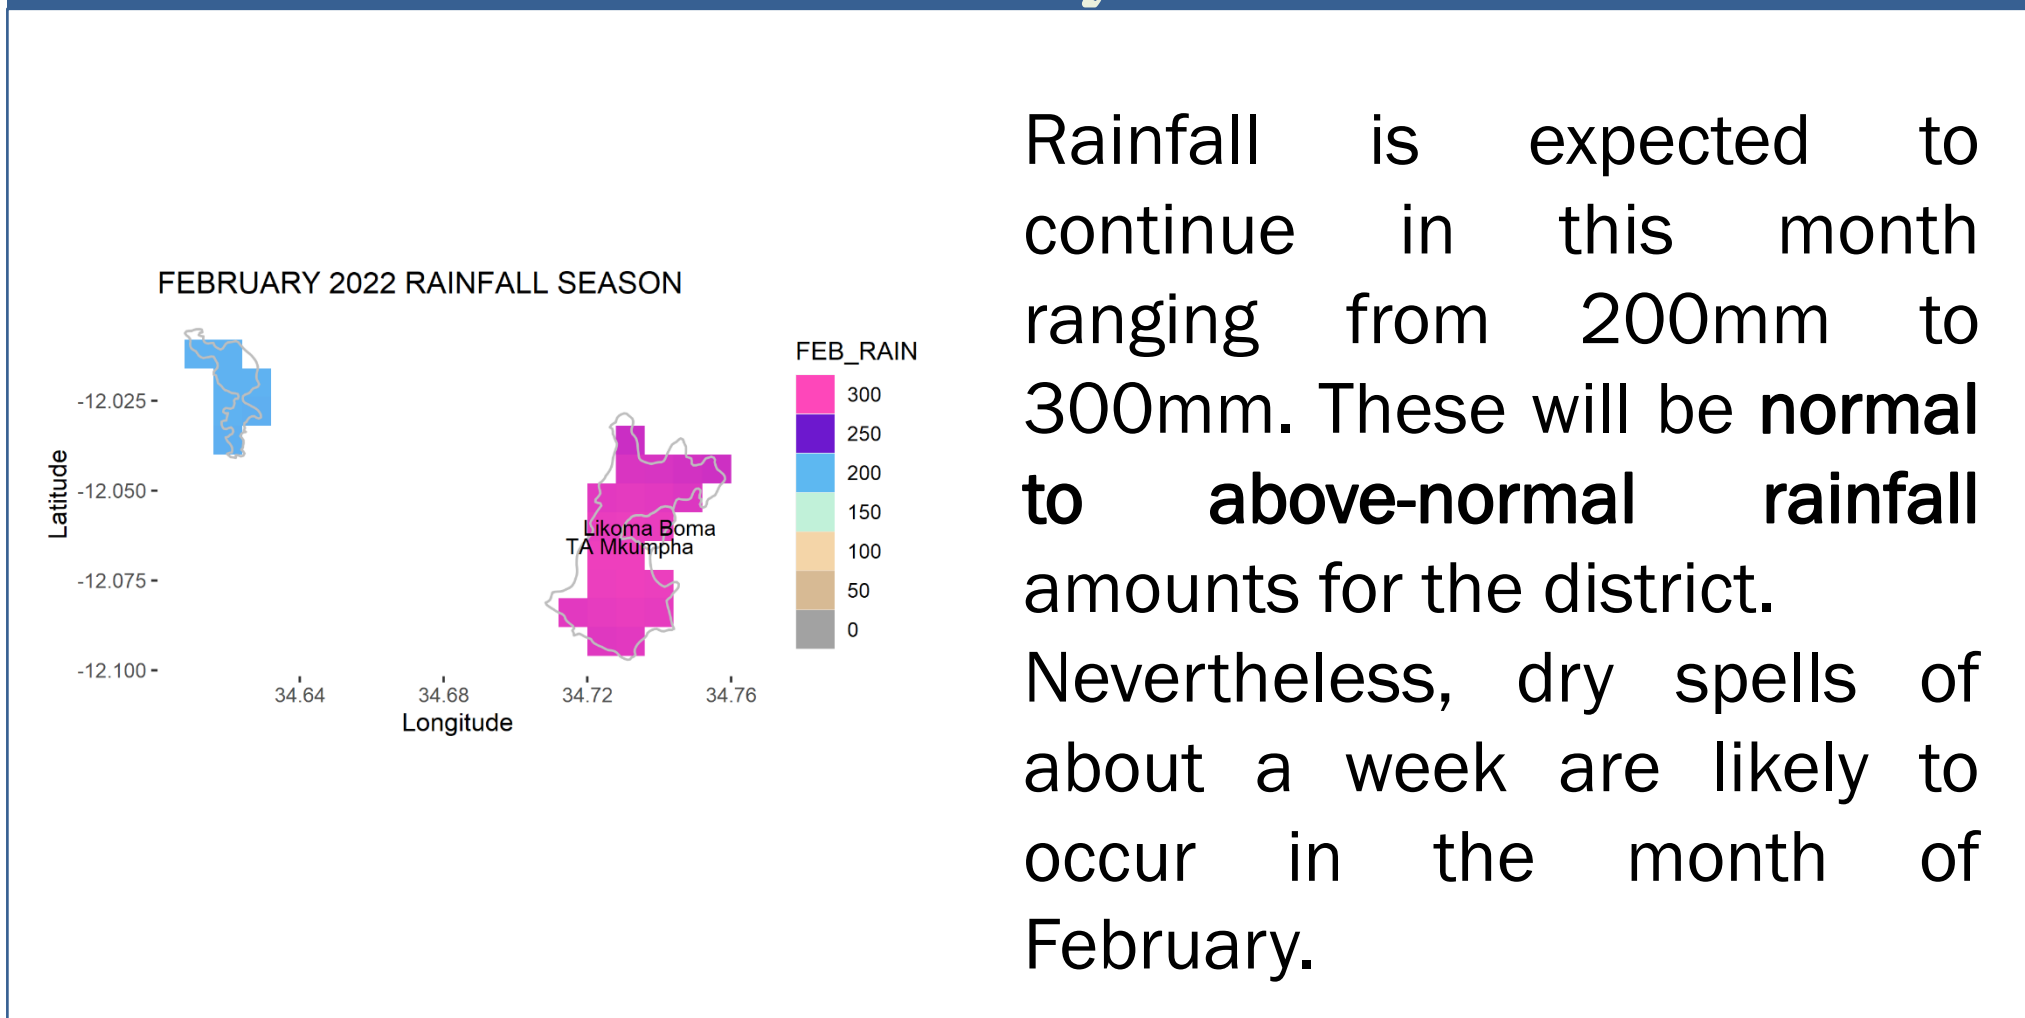 FEBRUARY 2022 RAINFALL SEASON
FEB_RAIN
300
250
200
150
100
50
0
Latitude
-12.025
-12.050
-12.075
-12.100
Likoma Boma
TA Mkumpha
34.64
34.68
34.72
34.76
Longitude
Rainfall is expected to
continue in this month
ranging from 200mm to
300mm. These will be normal
to above-normal rainfall
amounts for the district.
Nevertheless, dry spells of
about a week are likely to
occur in the month of
February.